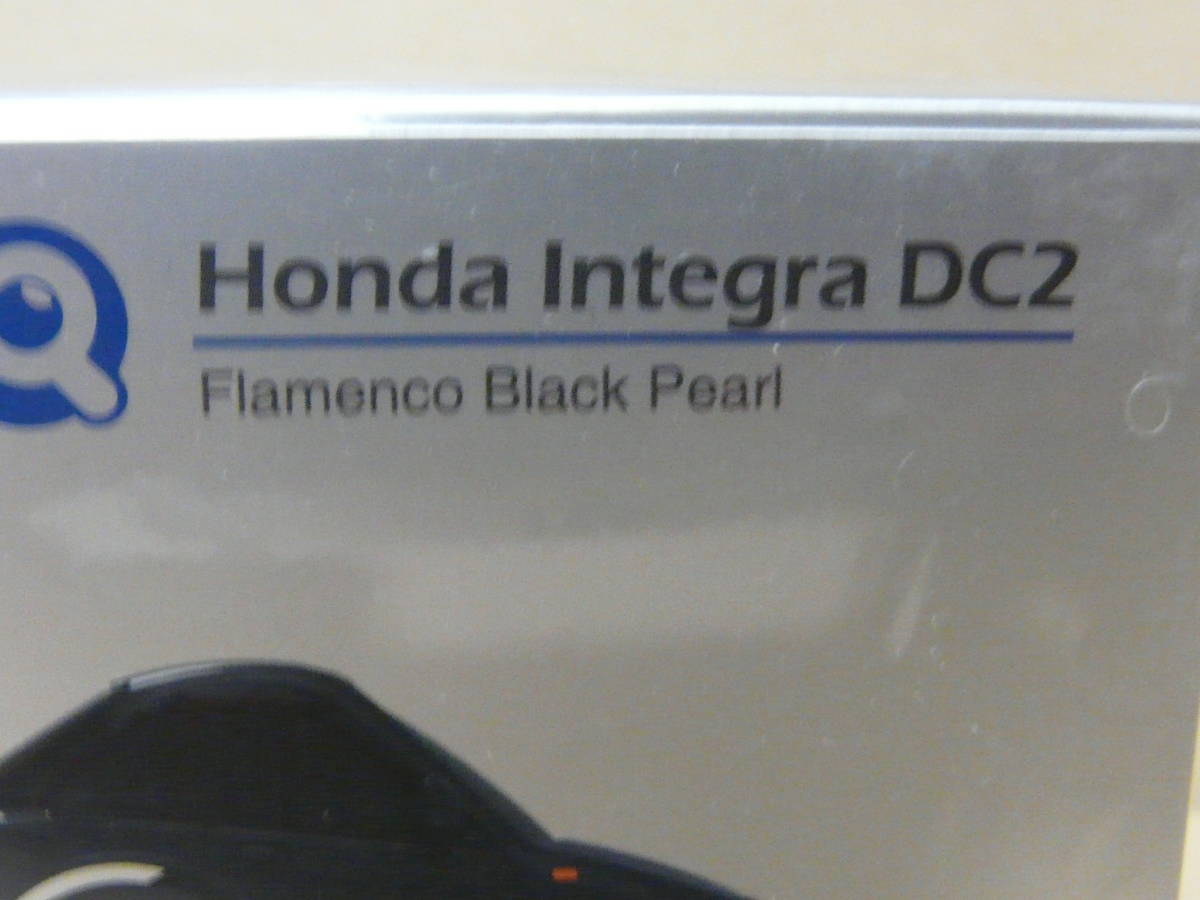 Honda Integra DC2
Flamenco Black Pearl